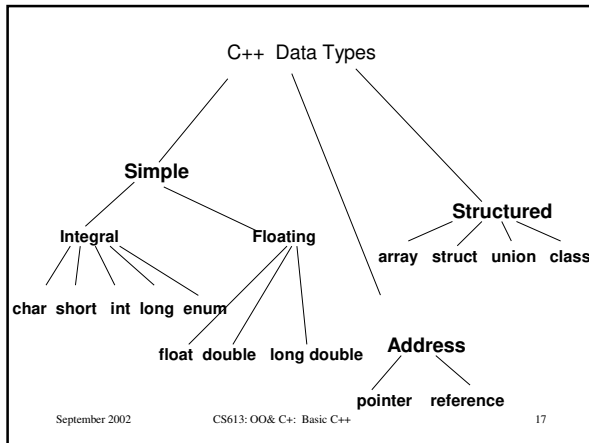 C++ Data Types
Simple
Structured
Integral Floating
array struct union class
char short int long enum
float double long double
Address
pointer reference
September 2002 CS613: OO& C+: Basic C++ 17